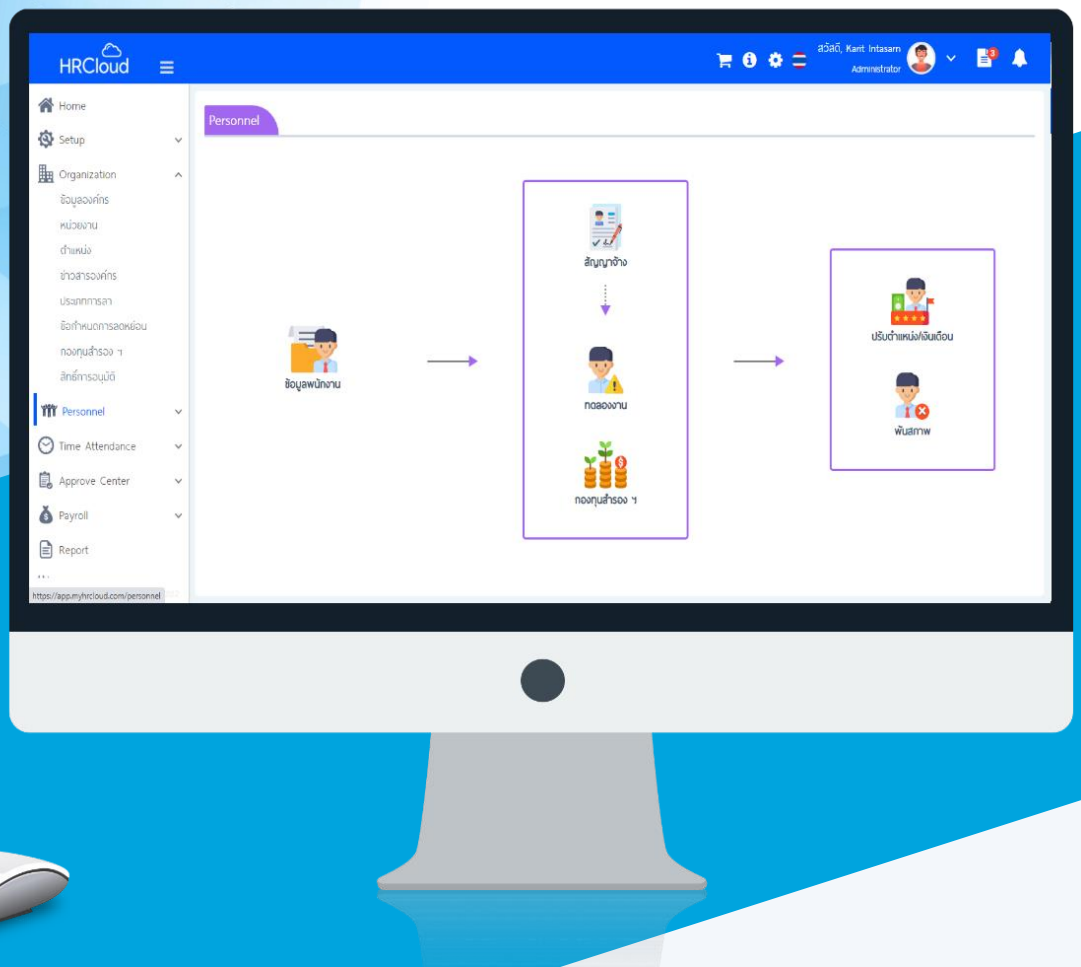 HRCloud
สวัสดี, Karit Intasarn
Administrator
3
Home
Setup
Organization
ข้อมูลองค์กร
หน่วยงาน
ตำแหน่ง
ข่าวสารองค์กร
ประเภทการลา
ข้อกำหนดการลดหย่อน
กองทุนสำรอง ฯ
สิทธิ์การอนุมัติ
Personnel
Time Attendance
Approve Center
Payroll
Report
https://app.myhrcloud.com/personnel
Personnel
ข้อมูลพนักงาน
สัญญาจ้าง
ทดลองงาน
กองทุนสำรอง ฯ
ปรับตำแหน่ง/เงินเดือน
พ้นสภาพ